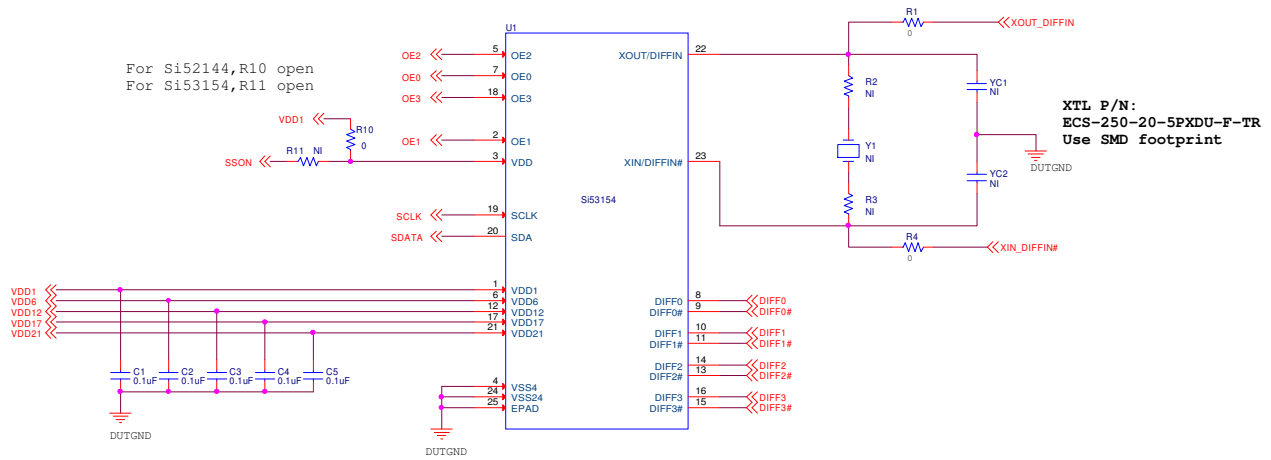 For Si52144,R10 open
For Si53154,R11 open
VDD1
R10
0
R11 NI
SSON
OE2
OE0
OE3
OE1
SCLK
SDATA
VDD1
VDD6
VDD12
VDD17
VDD21
C1
0.1uF
C2
0.1uF
C3
0.1uF
C4
0.1uF
C5
0.1uF
DUTGND
DUTGND
U1
Si53154
5 OE2
7 OE0
18 OE3
2 OE1
3 VDD
19 SCLK
20 SDA
1 VDD1
6 VDD6
12 VDD12
17 VDD17
21 VDD21
4 VSS4
24 VSS24
25 EPAD
XOUT/DIFFIN 22
XIN/DIFFIN# 23
DIFF0 8 DIFF0
DIFF0# 9 DIFF0#
DIFF1 10 DIFF1
DIFF1# 11 DIFF1#
DIFF2 14 DIFF2
DIFF2# 13 DIFF2#
DIFF3 16 DIFF3
DIFF3# 15 DIFF3#
R1
0
XOUT_DIFFIN
R2
NI
YC1
NI
Y1
NI
YC2
NI
R3
NI
R4
0
XIN_DIFFIN#
DUTGND
XTL P/N:
ECS-250-20-5PXDU-F-TR
Use SMD footprint